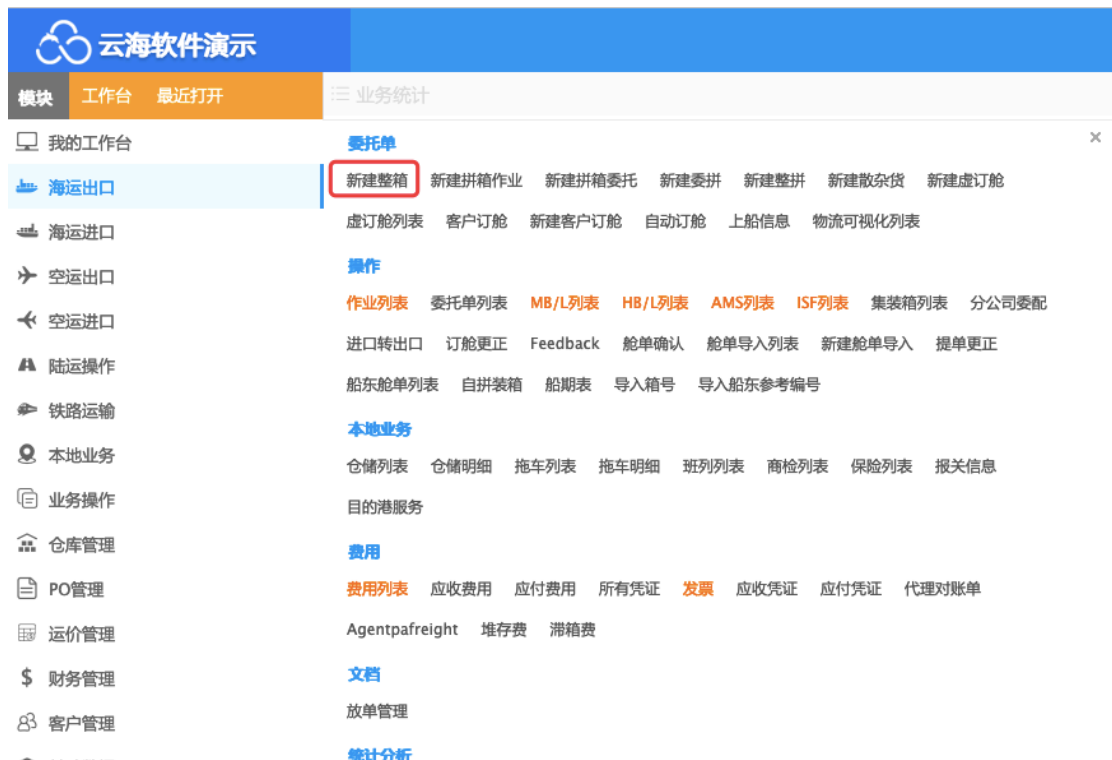 云海软件演示
模块 工作台 最近打开 业务统计
我的工作台
海运出口
海运进口
空运出口
空运进口
陆运操作
铁路运输
本地业务
业务操作
仓库管理
PO管理
运价管理
$ 财务管理
客户管理
委托单 ×
新建整箱 新建拼箱作业 新建拼箱委托 新建委拼 新建整拼 新建散杂货 新建虚订舱
虚订舱列表 客户订舱 新建客户订舱 自动订舱 上船信息 物流可视化列表
操作
作业列表 委托单列表 MB/L列表 HB/L列表 AMS列表 ISF列表 集装箱列表 分公司委配
进口转出口 订舱更正 Feedback 舱单确认 舱单导入列表 新建舱单导入 提单更正
船东舱单列表 自拼装箱 船期表 导入箱号 导入船东参考编号
本地业务
仓储列表 仓储明细 拖车列表 拖车明细 班列列表 商检列表 保险列表 报关信息
目的港服务
费用
费用列表 应收费用 应付费用 所有凭证 发票 应收凭证 应付凭证 代理对账单
Agentpafreight 堆存费 滞箱费
文档
放单管理
统计分析